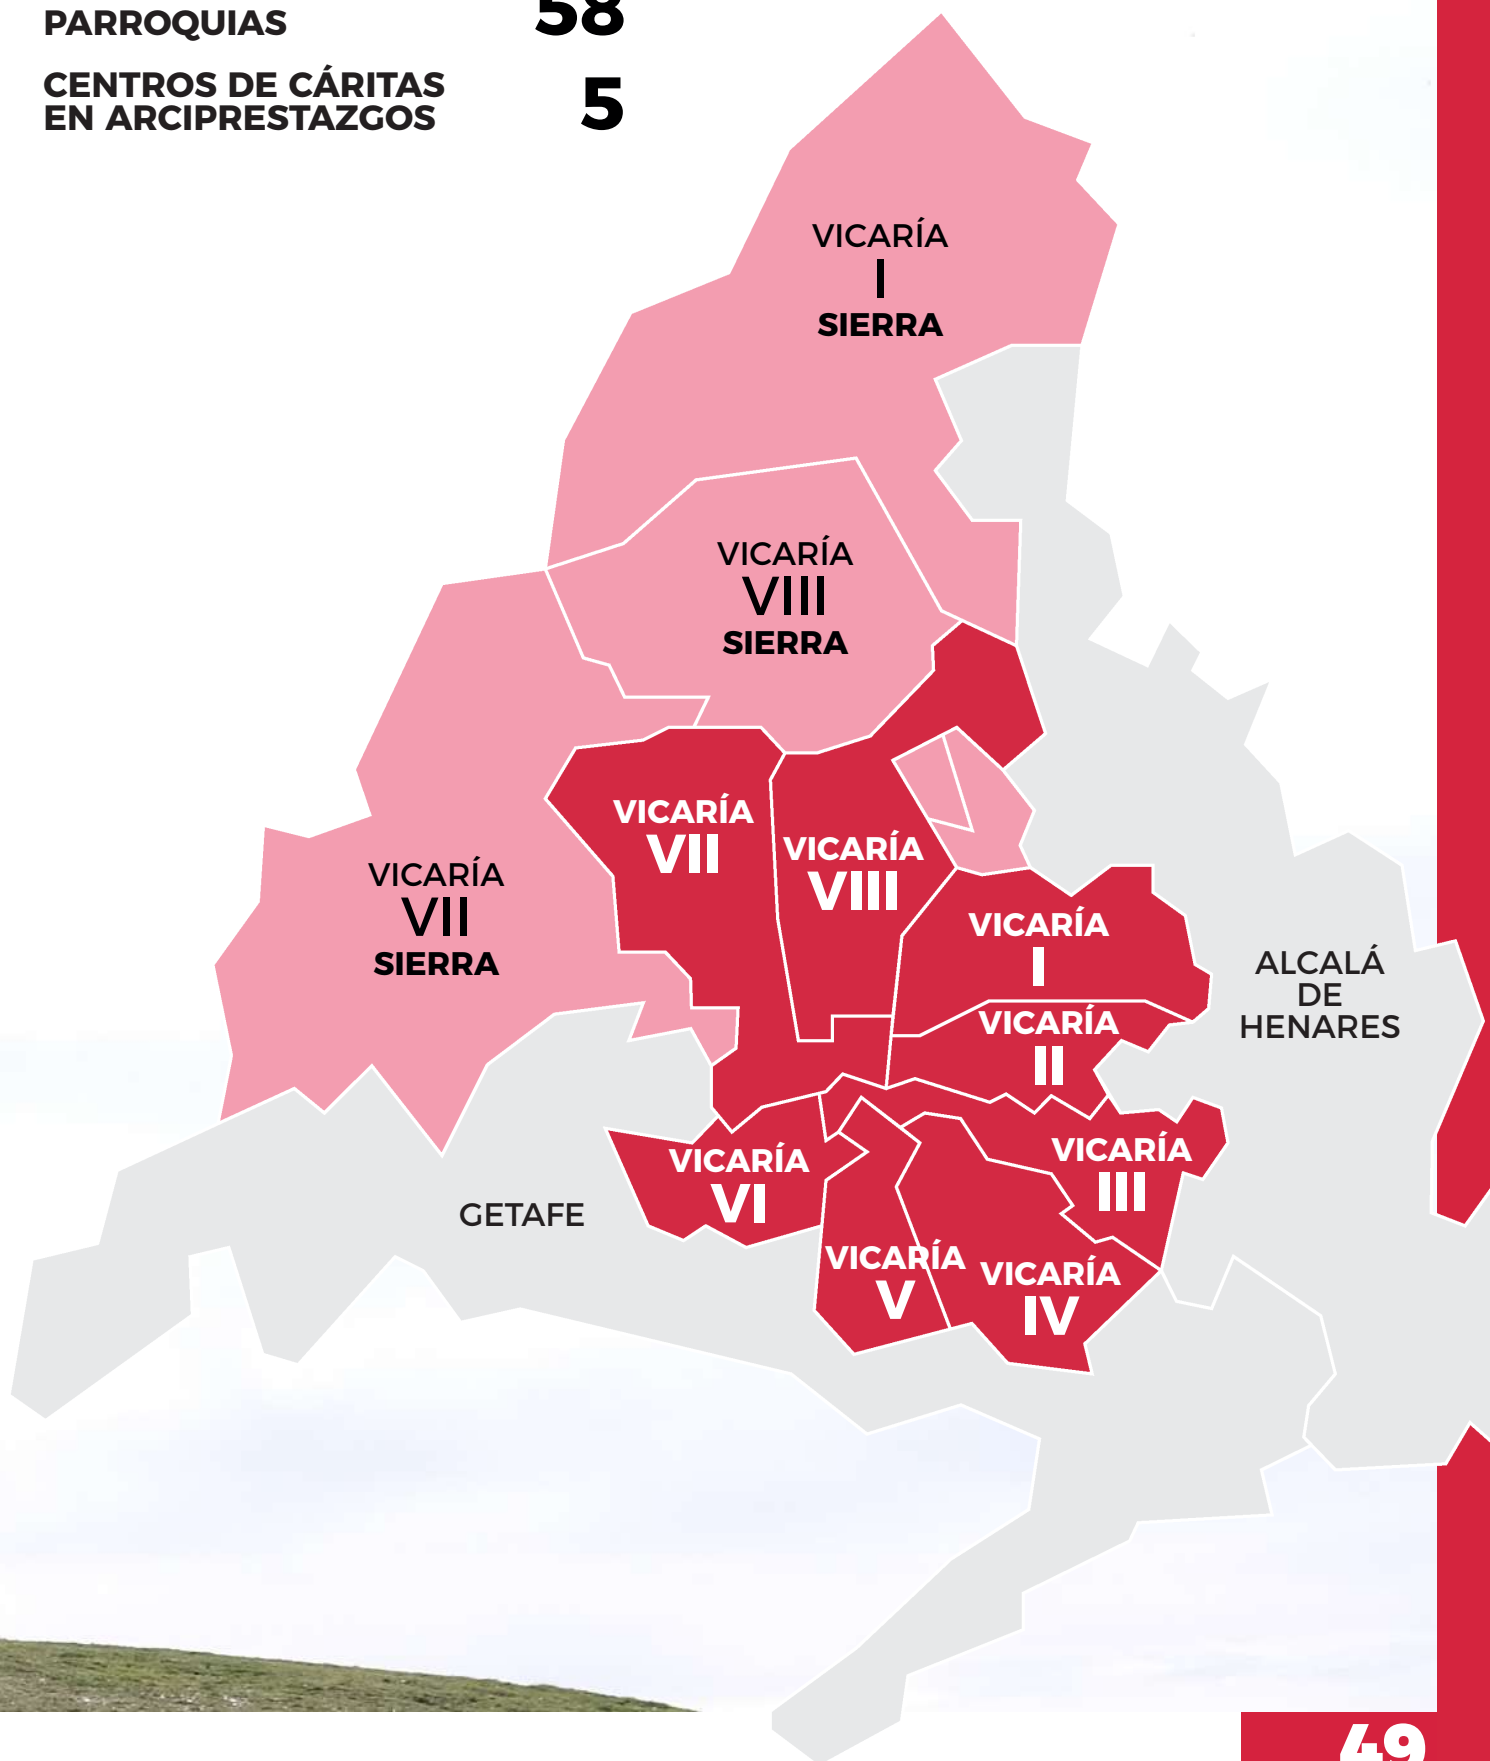 PARROQUIAS 58
CENTROS DE CÁRITAS
EN ARCIPRESTAZGOS 5
VICARÍA
I
SIERRA
VICARÍA
VIII
SIERRA
VICARÍA
VII
SIERRA
VICARÍA
VII
VICARÍA
VIII
VICARÍA
I
VICARÍA
II
ALCALÁ
DE
HENARES
VICARÍA
III
VICARÍA
VI
GETAFE
VICARÍA
V
VICARÍA
IV
49